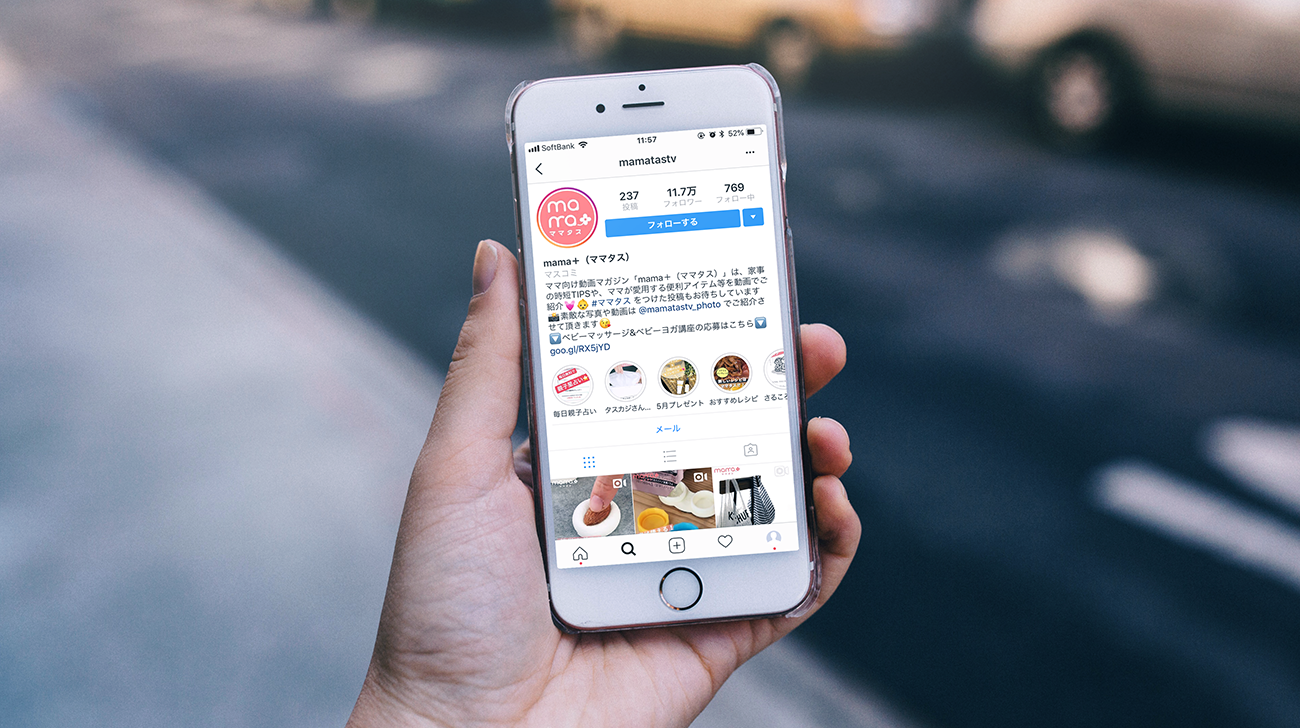 SoftBank 11:57 52%
mamatastv
237 11.7万 769
投稿 フォロワー フォロー中
フォローする
mama
ママタス
mama＋（ママタス）
マスコミ
ママ向け動画マガジン「mama＋（ママタス）」は、家事
の時短TIPSや、ママが愛用する便利アイテム等を動画でご
紹介💓👶 #ママタス をつけた投稿もお待ちしています
📸素敵な写真や動画は @mamatastv_photo でご紹介さ
せて頂きます😘
🔽ベビーマッサージ&ベビーヨガ講座の応募はこちら🔽
goo.gl/RX5jYD
親子星占い
毎日親子占い タスカジさん... 5月プレゼント おすすめレシピ さるころ
メール
mama